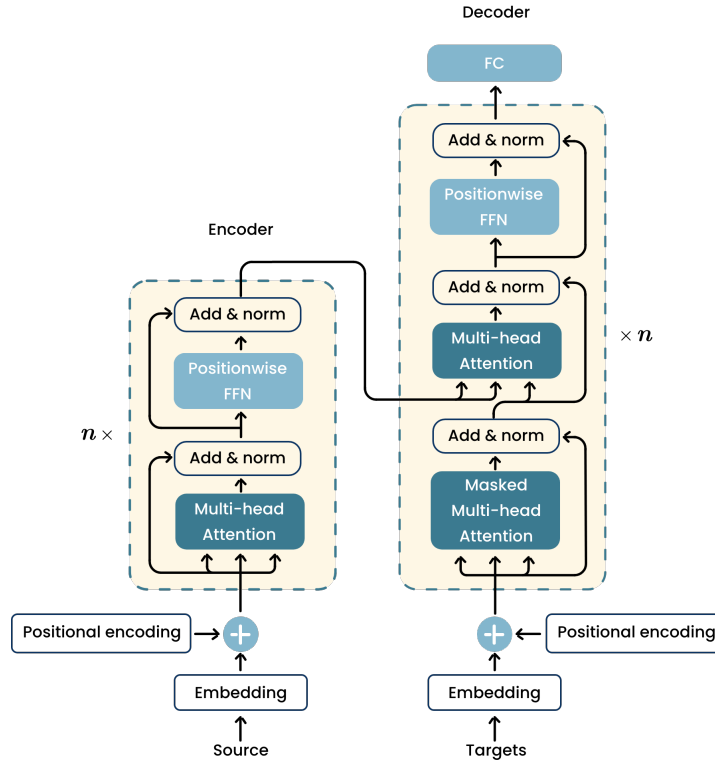 Decoder
FC
Add & norm
Positionwise
FFN
Add & norm
Multi-head
Attention
Add & norm
Masked
Multi-head
Attention
× n
Positional encoding
Embedding
Targets
Encoder
Add & norm
Positionwise
FFN
Add & norm
Multi-head
Attention
n ×
Positional encoding
Embedding
Source